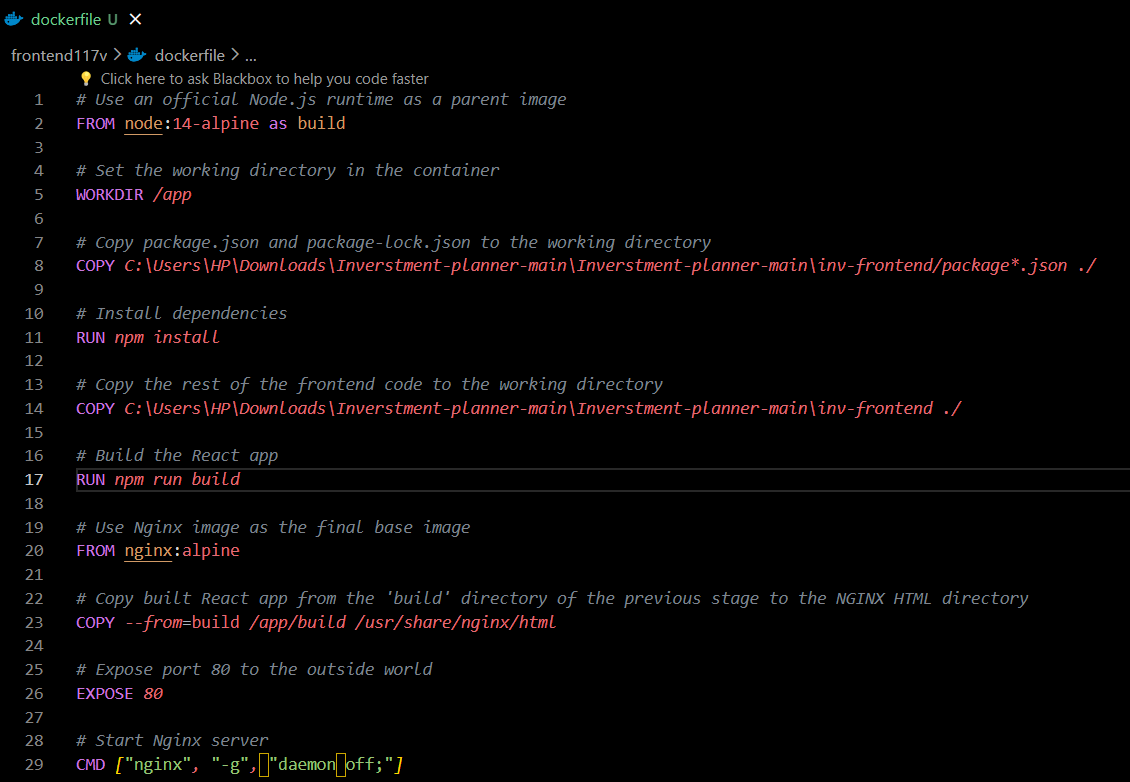 dockerfile U ×
frontend117v > dockerfile > ...
Click here to ask Blackbox to help you code faster
1 # Use an official Node.js runtime as a parent image
2 FROM node:14-alpine as build
3
4 # Set the working directory in the container
5 WORKDIR /app
6
7 # Copy package.json and package-lock.json to the working directory
8 COPY C:\Users\HP\Downloads\Inverstment-planner-main\Inverstment-planner-main\inv-frontend/package*.json ./
9
10 # Install dependencies
11 RUN npm install
12
13 # Copy the rest of the frontend code to the working directory
14 COPY C:\Users\HP\Downloads\Inverstment-planner-main\Inverstment-planner-main\inv-frontend ./
15
16 # Build the React app
17 RUN npm run build
18
19 # Use Nginx image as the final base image
20 FROM nginx:alpine
21
22 # Copy built React app from the 'build' directory of the previous stage to the NGINX HTML directory
23 COPY --from=build /app/build /usr/share/nginx/html
24
25 # Expose port 80 to the outside world
26 EXPOSE 80
27
28 # Start Nginx server
29 CMD ["nginx", "-g", "daemon off;"]